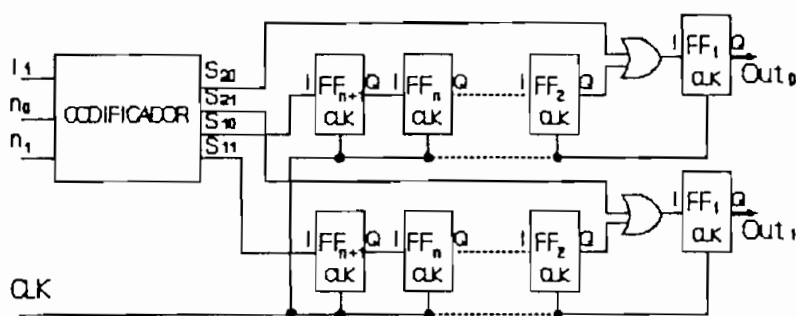 I FF₁ Q
CLK
Out₀
I₁
n₀
n₁
CODIFICADOR
S₂₀
S₂₁
S₁₀
S₁₁
I FFₙ₊₁ Q I FFₙ Q I FF₂ Q
CLK CLK CLK
I FF₁ Q
CLK
Out₁
I FFₙ₊₁ Q I FFₙ Q I FF₂ Q
CLK CLK CLK
CLK